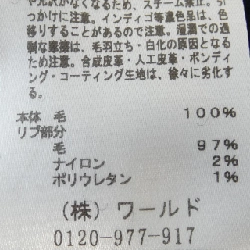 や光沢がなくなるため、スチーム禁止。引
っかけに注意。インディゴ等濃色品は、色
移りすることがあるので注意。湿潤での過
剰な摩擦は、毛羽立ち・白化の原因となる
ため注意。合成皮革・人工皮革・ボンディ
ング・コーティング生地は、徐々に劣化す
る。
本体 毛 100%
リブ部分
毛 97%
ナイロン 2%
ポリウレタン 1%
(株) ワールド
0120-977-917